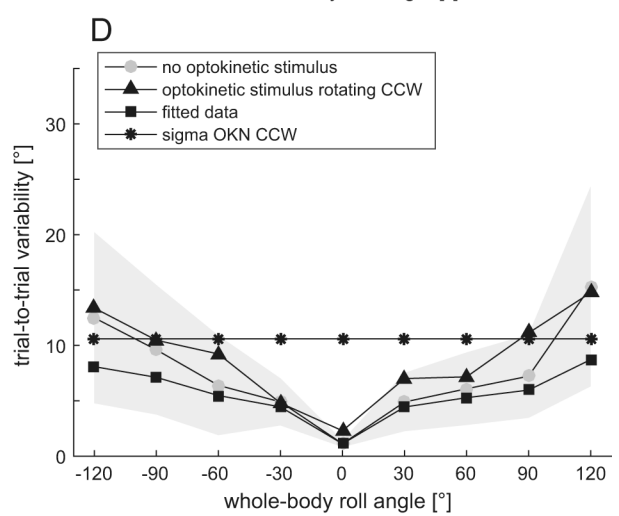 D
no optokinetic stimulus
optokinetic stimulus rotating CCW
fitted data
sigma OKN CCW
trial-to-trial variability [°]
30
20
10
0
-120 -90 -60 -30 0 30 60 90 120
whole-body roll angle [°]